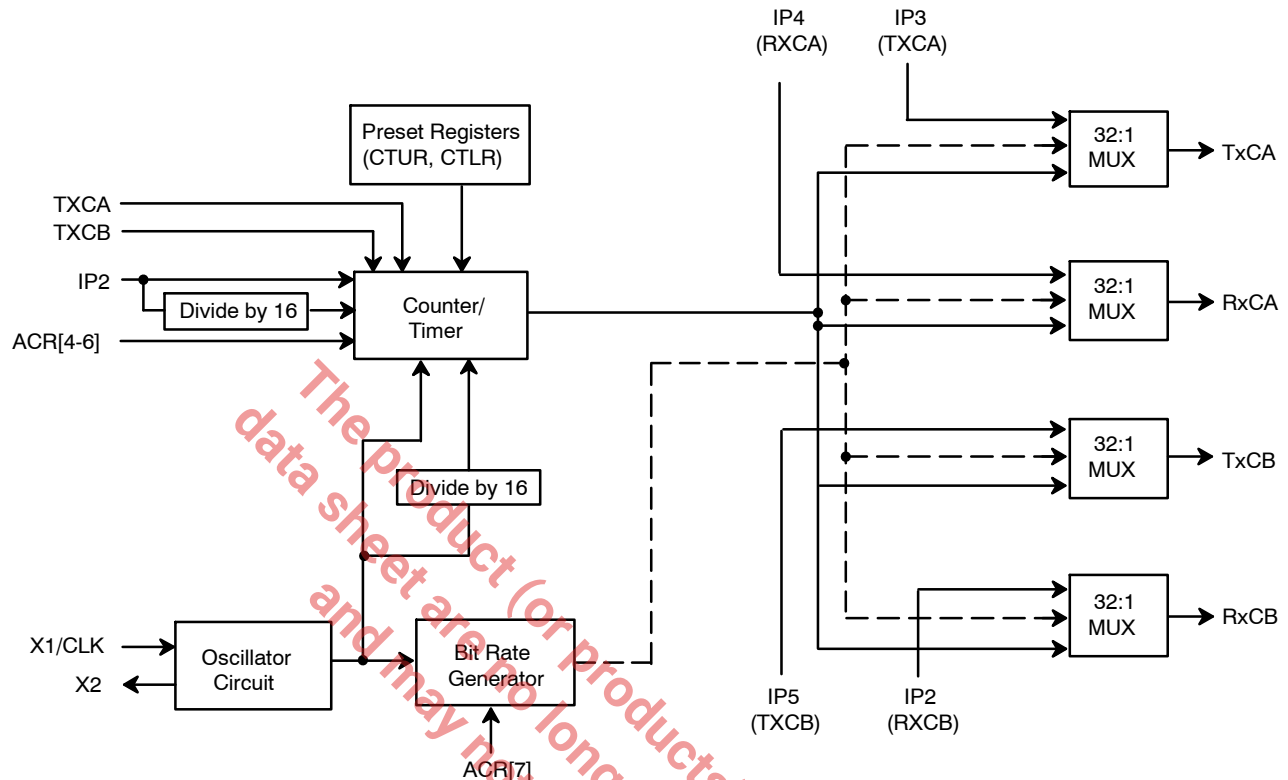 IP4
(RXCA)
IP3
(TXCA)
Preset Registers
(CTUR, CTLR)
32:1
MUX
TxCA
TXCA
TXCB
IP2
Divide by 16
ACR[4-6]
Counter/
Timer
32:1
MUX
RxCA
32:1
MUX
TxCB
Divide by 16
32:1
MUX
RxCB
X1/CLK
X2
Oscillator
Circuit
Bit Rate
Generator
ACR[7]
IP5
(TXCB)
IP2
(RXCB)
The product (or products
data sheet are no long
and may no